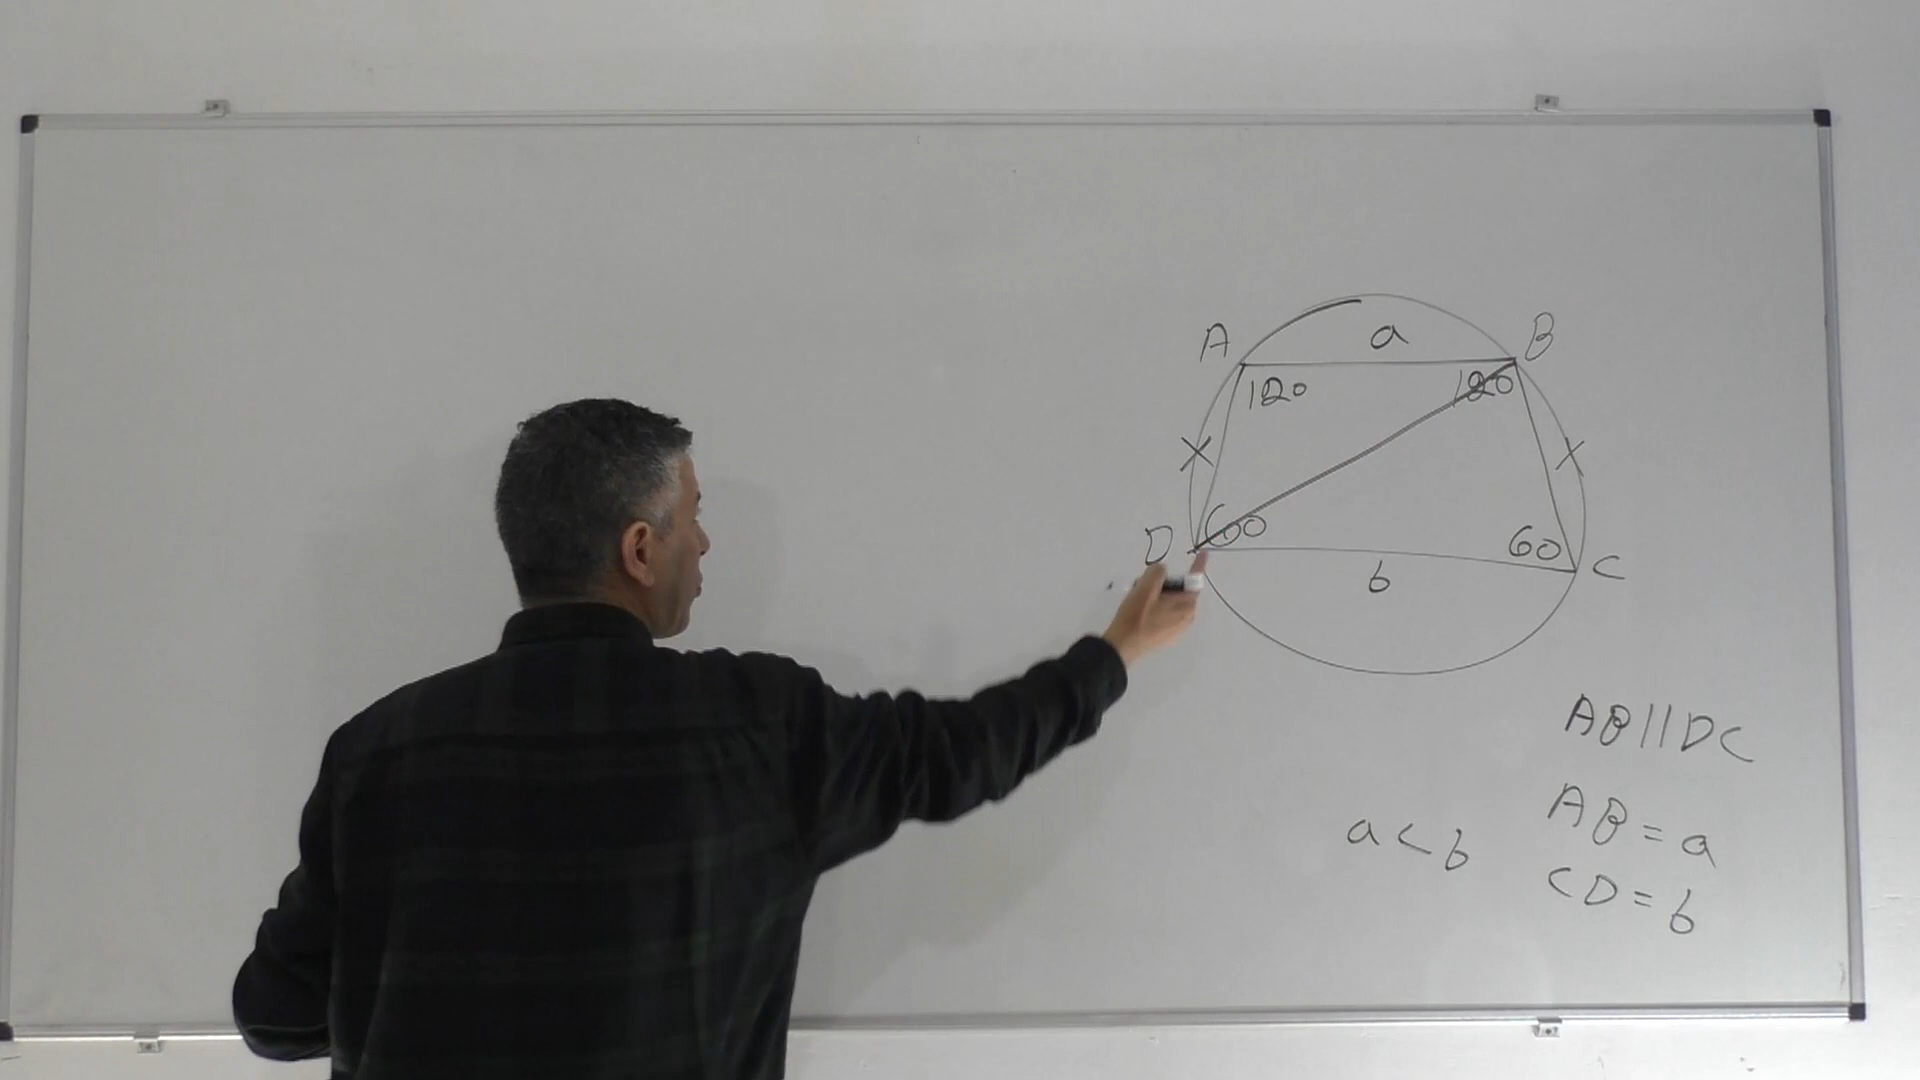 A a B
120 120
X X
D 60 60 C
b
AB//DC
AB = a
a < b
CD = b